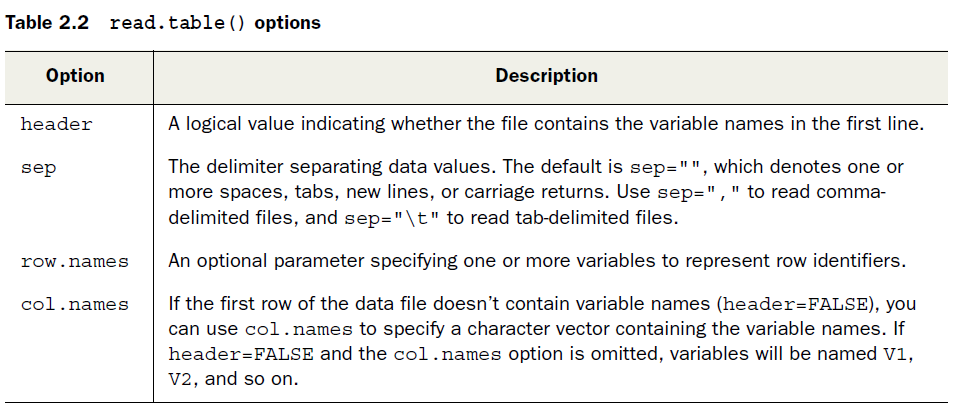 Table 2.2 read.table() options
Option Description
header A logical value indicating whether the file contains the variable names in the first line.
sep The delimiter separating data values. The default is sep="", which denotes one or
more spaces, tabs, new lines, or carriage returns. Use sep="," to read comma-
delimited files, and sep="\t" to read tab-delimited files.
row.names An optional parameter specifying one or more variables to represent row identifiers.
col.names If the first row of the data file doesn’t contain variable names (header=FALSE), you
can use col.names to specify a character vector containing the variable names. If
header=FALSE and the col.names option is omitted, variables will be named V1,
V2, and so on.